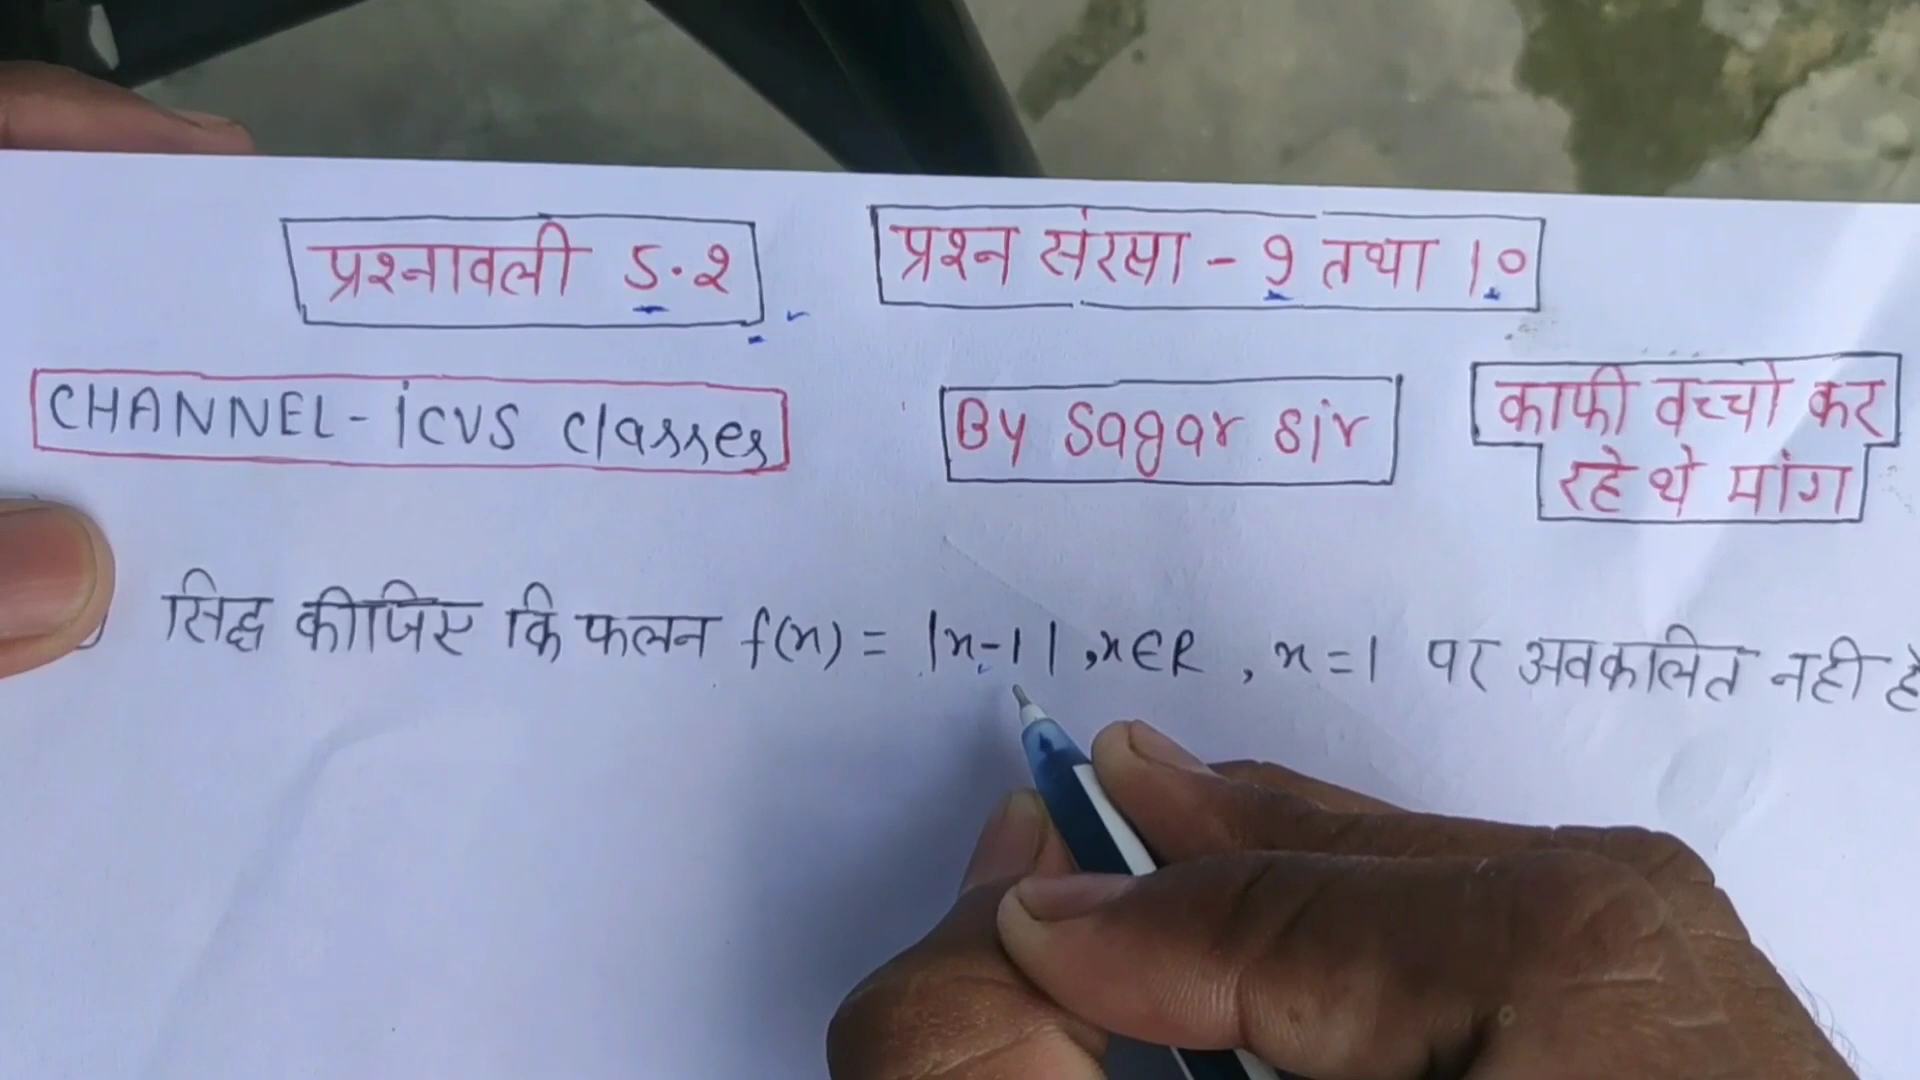 प्रश्नावली 5.2
प्रश्न संख्या - 9 तथा 10
CHANNEL - iCVS Classes
By Sagar Sir
काफी बच्चो कर
रहे थे मांग
सिद्ध कीजिए कि फलन f(x) = |x-1|, x∈R, x=1 पर अवकलित नही है